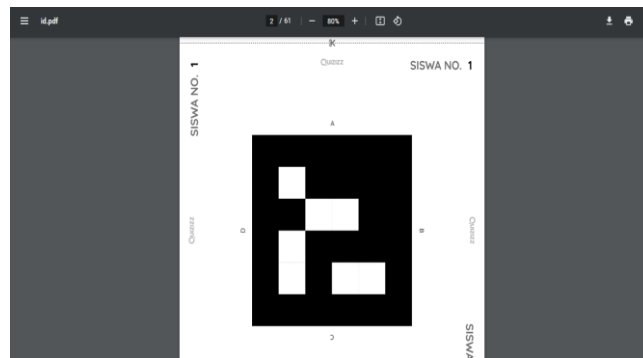 id.pdf
2 / 61
80%
Quizizz
SISWA NO. 1
SISWA NO. 1
A
Quizizz
D
B
Quizizz
C
SISWA